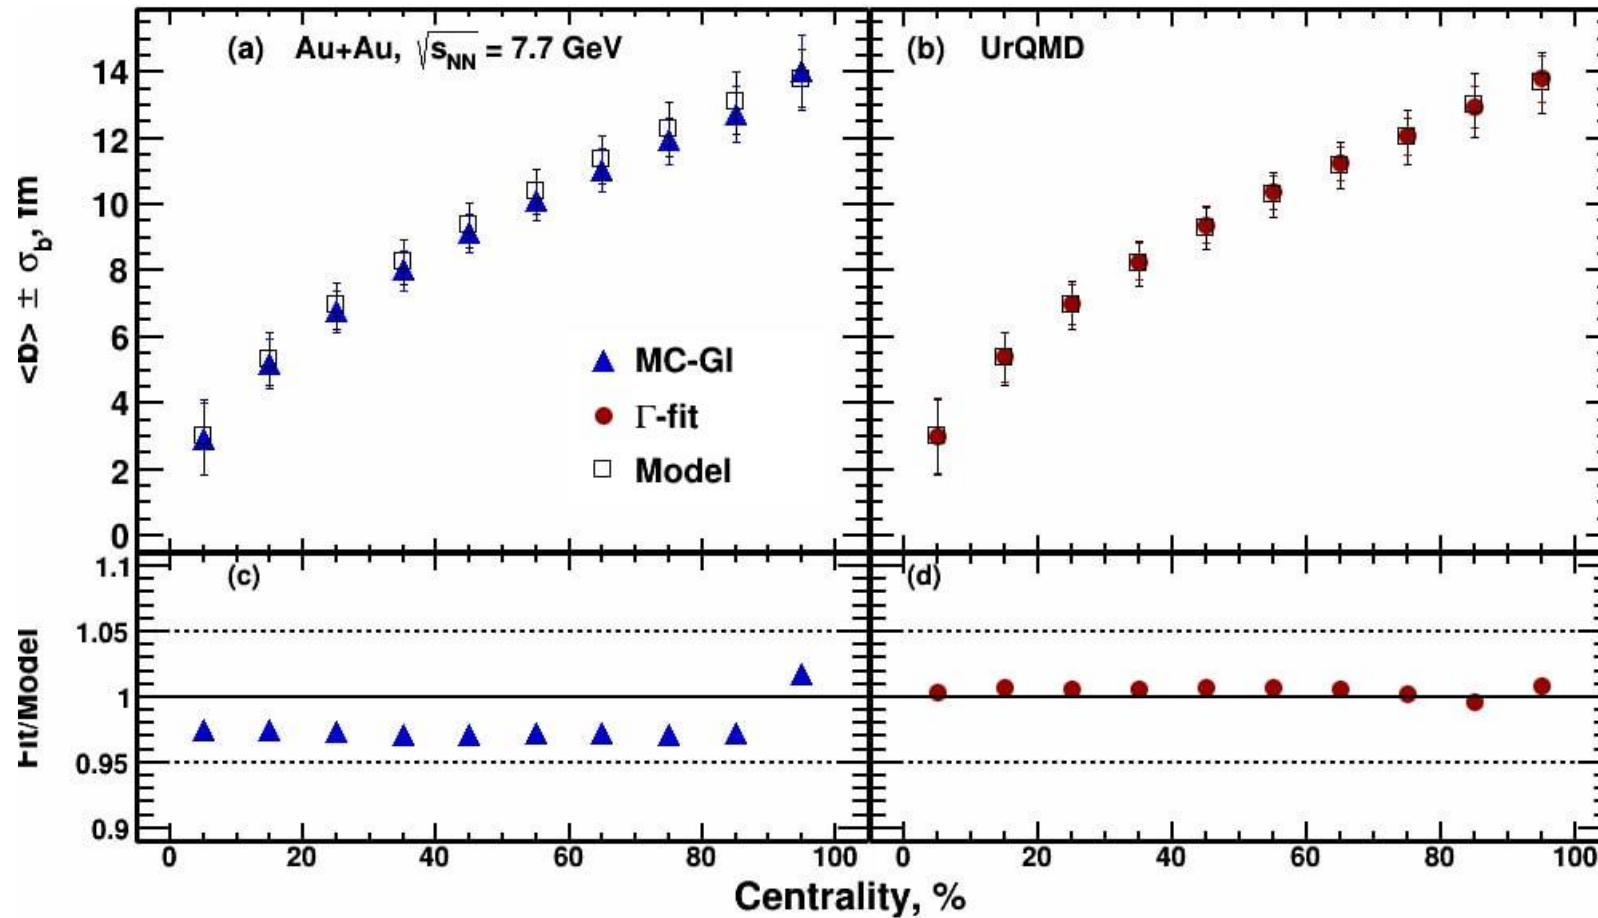 (a) Au+Au, √sNN = 7.7 GeV
(b) UrQMD
<b> ± σb, fm
14
12
10
8
6
4
2
0
MC-Gl
Γ-fit
Model
(c)
(d)
Fit/Model
1.1
1.05
1
0.95
0.9
0 20 40 60 80 100
0 20 40 60 80 100
Centrality, %